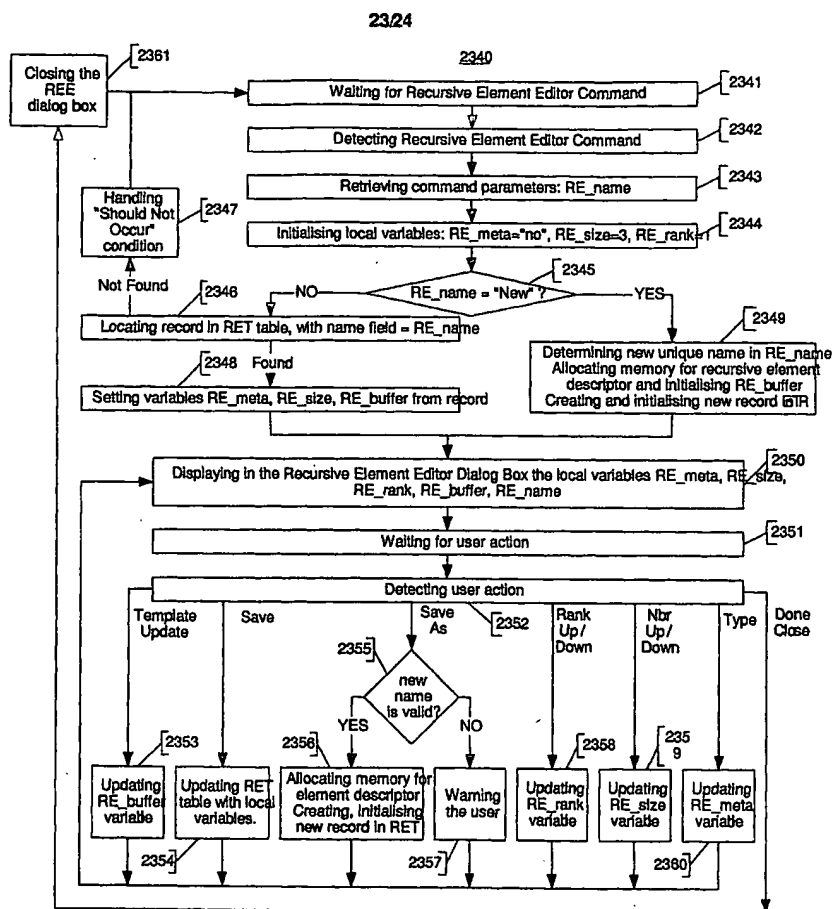 23/24
2340
Closing the
REE
dialog box
2361
Waiting for Recursive Element Editor Command
2341
Detecting Recursive Element Editor Command
2342
Retrieving command parameters: RE_name
2343
Initialising local variables: RE_meta="no", RE_size=3, RE_rank=1
2344
Handling
"Should Not
Occur"
condition
2347
Not Found
2345
RE_name = "New" ?
NO
YES
2346
Locating record in RET table, with name field = RE_name
Found
2348
Setting variables RE_meta, RE_size, RE_buffer from record
2349
Determining new unique name in RE_name
Allocating memory for recursive element
descriptor and initialising RE_buffer
Creating and initialising new record
2350
Displaying in the Recursive Element Editor Dialog Box the local variables RE_meta, RE_size,
RE_rank, RE_buffer, RE_name
2351
Waiting for user action
Detecting user action
2352
Template
Update
Save
Save
As
Rank
Up /
Down
Nbr
Up /
Down
Type
Done
Close
2355
new
name
is valid?
YES
NO
2353
Updating
RE_buffer
variable
Updating RET
table with local
variables.
2354
2356
Allocating memory for
element descriptor
Creating, initialising
new record in RET
Warning
the user
2357
2358
Updating
RE_rank
variable
235
9
Updating
RE_size
variable
Updating
RE_meta
variable
2360